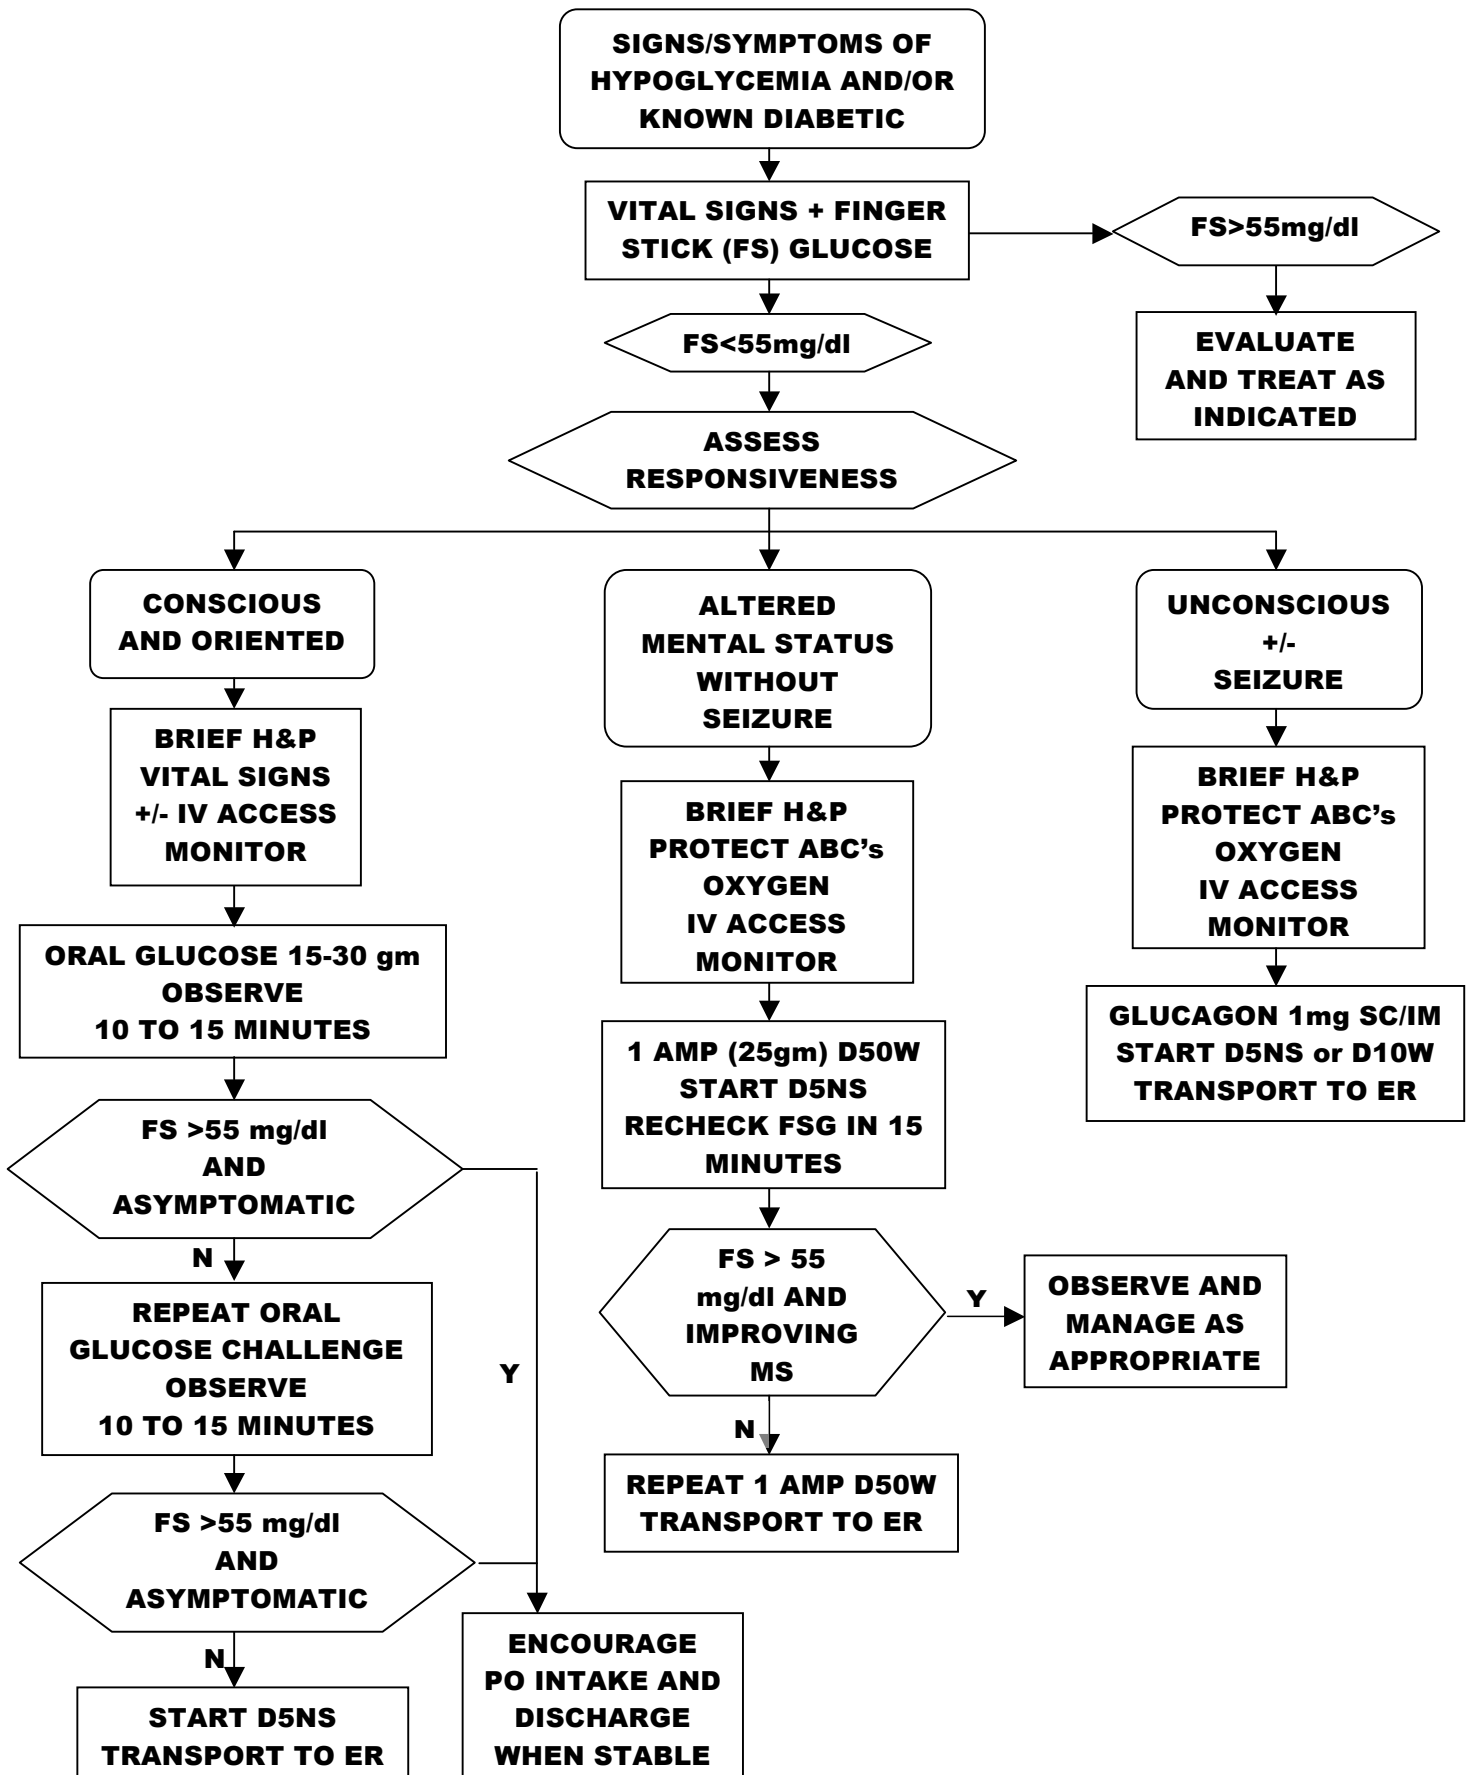 SIGNS/SYMPTOMS OF
HYPOGLYCEMIA AND/OR
KNOWN DIABETIC
VITAL SIGNS + FINGER
STICK (FS) GLUCOSE
FS>55mg/dl
EVALUATE
AND TREAT AS
INDICATED
FS<55mg/dl
ASSESS
RESPONSIVENESS
CONSCIOUS
AND ORIENTED
BRIEF H&P
VITAL SIGNS
+/- IV ACCESS
MONITOR
ORAL GLUCOSE 15-30 gm
OBSERVE
10 TO 15 MINUTES
FS >55 mg/dl
AND
ASYMPTOMATIC
N
Y
REPEAT ORAL
GLUCOSE CHALLENGE
OBSERVE
10 TO 15 MINUTES
FS >55 mg/dl
AND
ASYMPTOMATIC
N
START D5NS
TRANSPORT TO ER
ENCOURAGE
PO INTAKE AND
DISCHARGE
WHEN STABLE
ALTERED
MENTAL STATUS
WITHOUT
SEIZURE
BRIEF H&P
PROTECT ABC’s
OXYGEN
IV ACCESS
MONITOR
1 AMP (25gm) D50W
START D5NS
RECHECK FSG IN 15
MINUTES
FS > 55
mg/dl AND
IMPROVING
MS
Y
OBSERVE AND
MANAGE AS
APPROPRIATE
N
REPEAT 1 AMP D50W
TRANSPORT TO ER
UNCONSCIOUS
+/-
SEIZURE
BRIEF H&P
PROTECT ABC’s
OXYGEN
IV ACCESS
MONITOR
GLUCAGON 1mg SC/IM
START D5NS or D10W
TRANSPORT TO ER